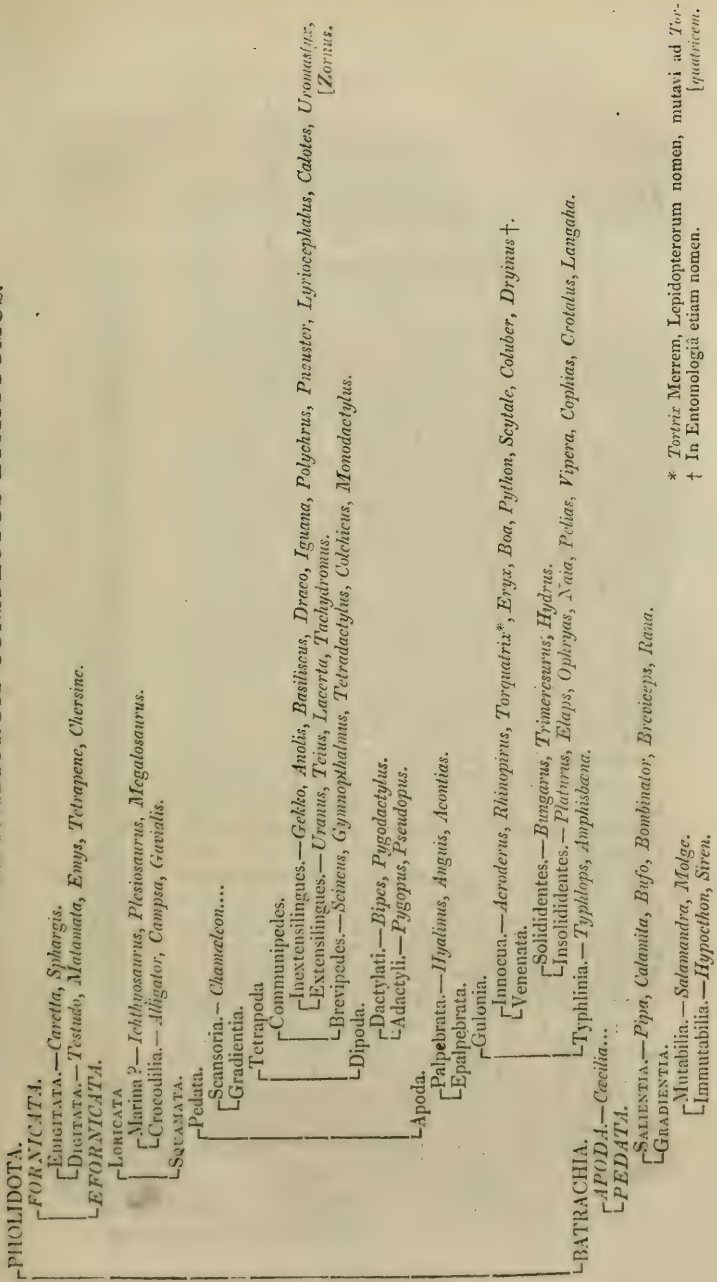 PHOLIDOTA.
FORNICATA.
EDIGITATA.—Caretta, Sphargis.
DIGITATA.—Testudo, Matamata, Emys, Tetrapene, Chersine.
EFORNICATA.
LORICATA
Marina?—Ichthyosaurus, Plesiosaurus, Megalosaurus.
Crocodilia.—Alligator, Campsa, Gavialis.
SQUAMATA.
Pedata.
Scansoria.—Chamæleon....
Gradientia.
Tetrapoda
Communipedes.
Inextensilingues.—Gekko, Anolis, Basiliscus, Draco, Iguana, Polychrus, Pneuster, Lyriocephalus, Calotes, Uromastyx,
[Zornus.
Extensilingues.—Uranus, Teius, Lacerta, Tachydromus.
Brevipedes.—Scincus, Gymnopthalmus, Tetradactylus, Colchicus, Monodactylus.
Dipoda.
Dactylati.—Bipes, Pygodactylus.
Adactyli.—Pygopus, Pseudopus.
Apoda.
Palpebrata.—Hyalinus, Anguis, Acontias.
Epalpebrata.
Gulonia.
Innocua.—Acroderus, Rhinopirus, Torquatrix*, Eryx, Boa, Python, Scytale, Coluber, Dryinus†.
Venenata.
Solididentes.—Bungarus, Trimeresurus, Hydrus.
Insolididentes.—Platurus, Elaps, Ophryas, Naia, Pelias, Vipera, Cophias, Crotalus, Langaha.
Typhlinia.—Typhlops, Amphisbæna.
BATRACHIA.
APODA.—Cæcilia...
PEDATA.
SALIENTIA.—Pipa, Calamita, Bufo, Bombinator, Breviceps, Rana.
GRADIENTIA.
Mutabilia.—Salamandra, Molge.
Immutabilia.—Hypocthon, Siren.
* Tortrix Merrem, Lepidopterorum nomen, mutavi ad Tor-
[quatricem.
† In Entomologiâ etiam nomen.